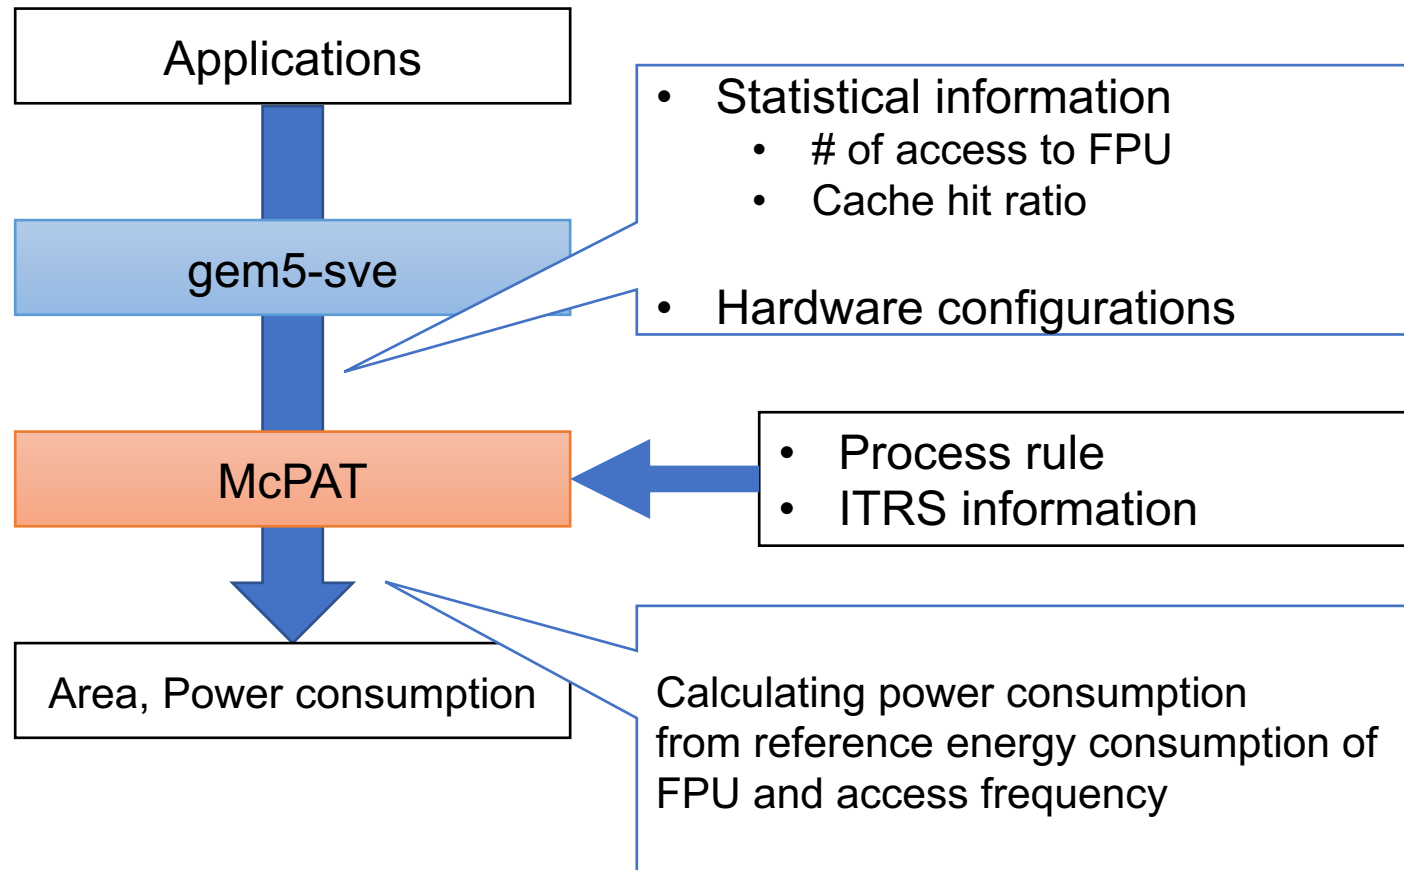 Applications
• Statistical information
• # of access to FPU
• Cache hit ratio
gem5-sve
• Hardware configurations
McPAT
• Process rule
• ITRS information
Area, Power consumption
Calculating power consumption
from reference energy consumption of
FPU and access frequency